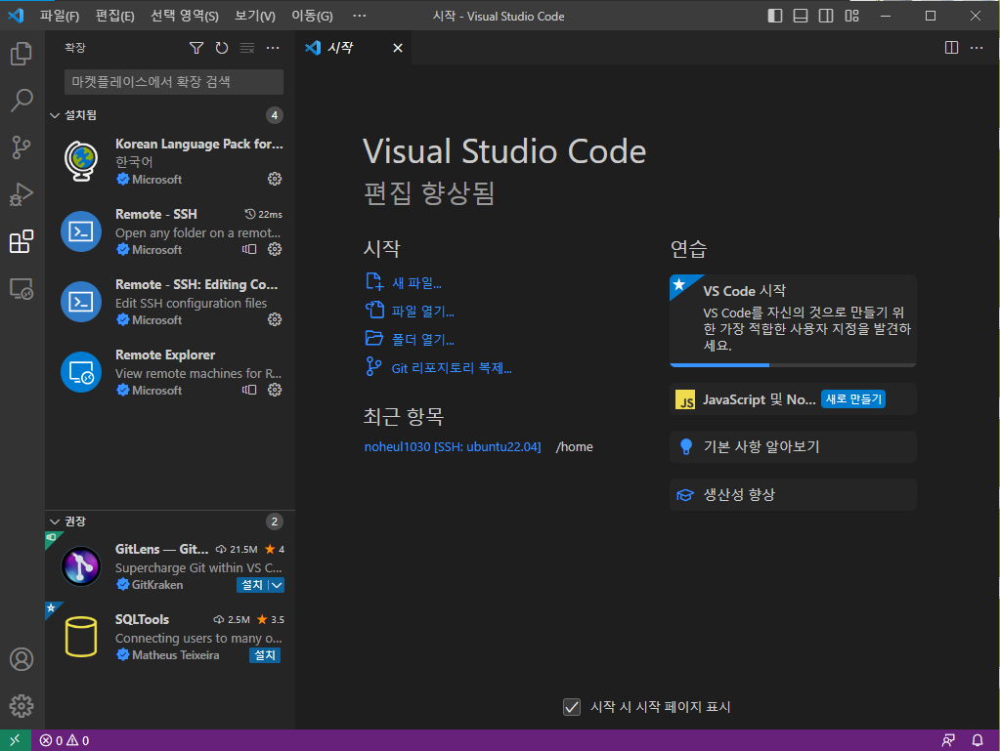 파일(F) 편집(E) 선택 영역(S) 보기(V) 이동(G) ··· 시작 - Visual Studio Code
확장
마켓플레이스에서 확장 검색
설치됨 4
Korean Language Pack for...
한국어
Microsoft
Remote - SSH 22ms
Open any folder on a remot...
Microsoft
Remote - SSH: Editing Co...
Edit SSH configuration files
Microsoft
Remote Explorer
View remote machines for R...
Microsoft
권장 2
GitLens — Git... 21.5M 4
Supercharge Git within VS C...
GitKraken 설치
SQLTools 2.5M 3.5
Connecting users to many o...
Matheus Teixeira 설치
시작
Visual Studio Code
편집 향상됨
시작
새 파일...
파일 열기...
폴더 열기...
Git 리포지토리 복제...
최근 항목
noheul1030 [SSH: ubuntu22.04] /home
연습
VS Code 시작
VS Code를 자신의 것으로 만들기 위
한 가장 적합한 사용자 지정을 발견하
세요.
JS JavaScript 및 No... 새로 만들기
기본 사항 알아보기
생산성 향상
시작 시 시작 페이지 표시
0 0